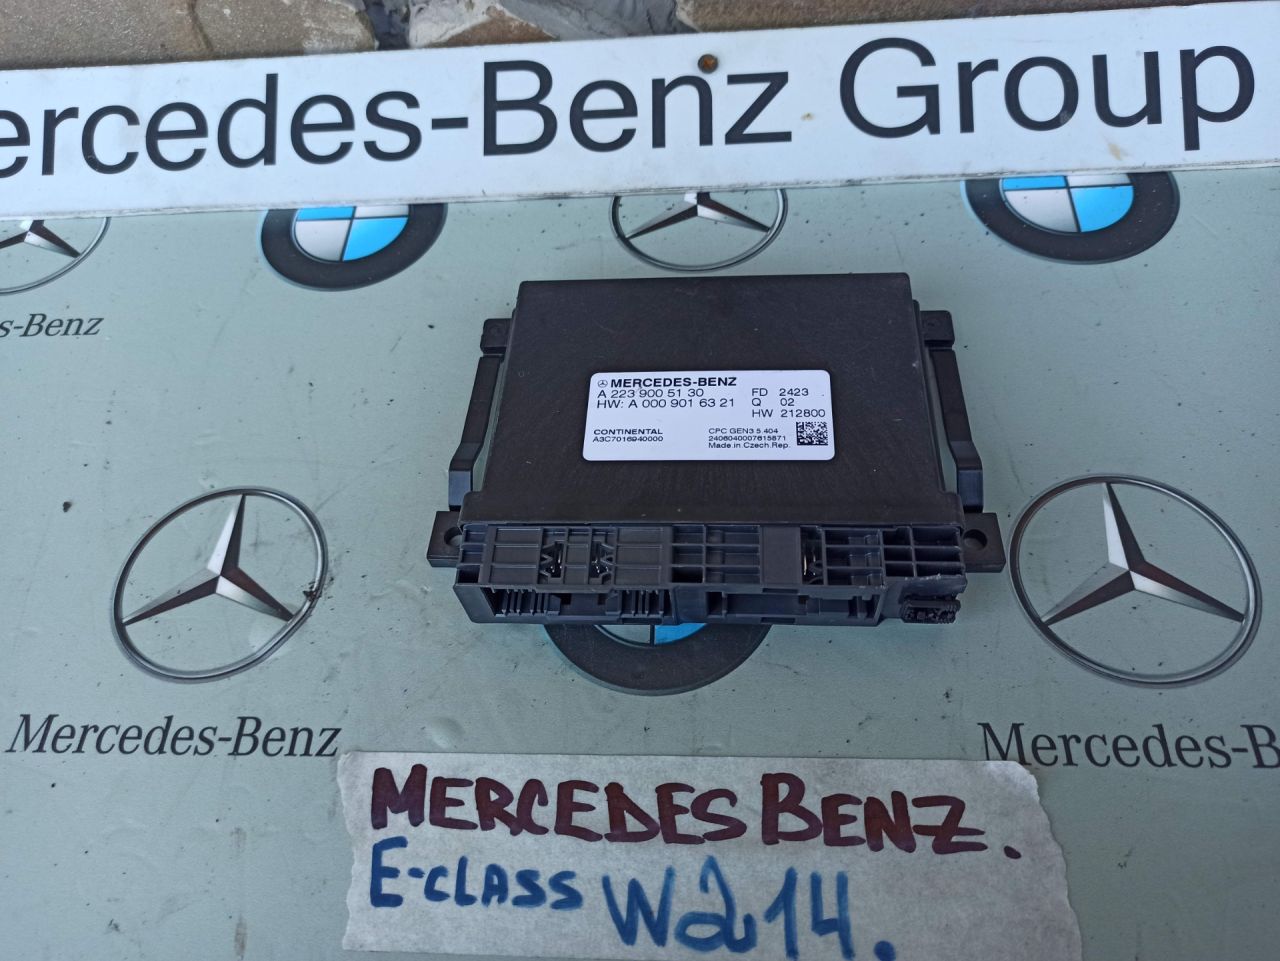 ercedes-Benz Group
s-Benz
MERCEDES-BENZ
A 223 900 51 30 FD 2423
HW: A 000 901 63 21 Q 02
HW 212800
CONTINENTAL CPC GEN3 5.404
A3C7016940000 2406040007615871
Made.in.Czech.Rep.
Mercedes-Benz
Mercedes-B
MERCEDES BENZ.
E-CLASS W214.